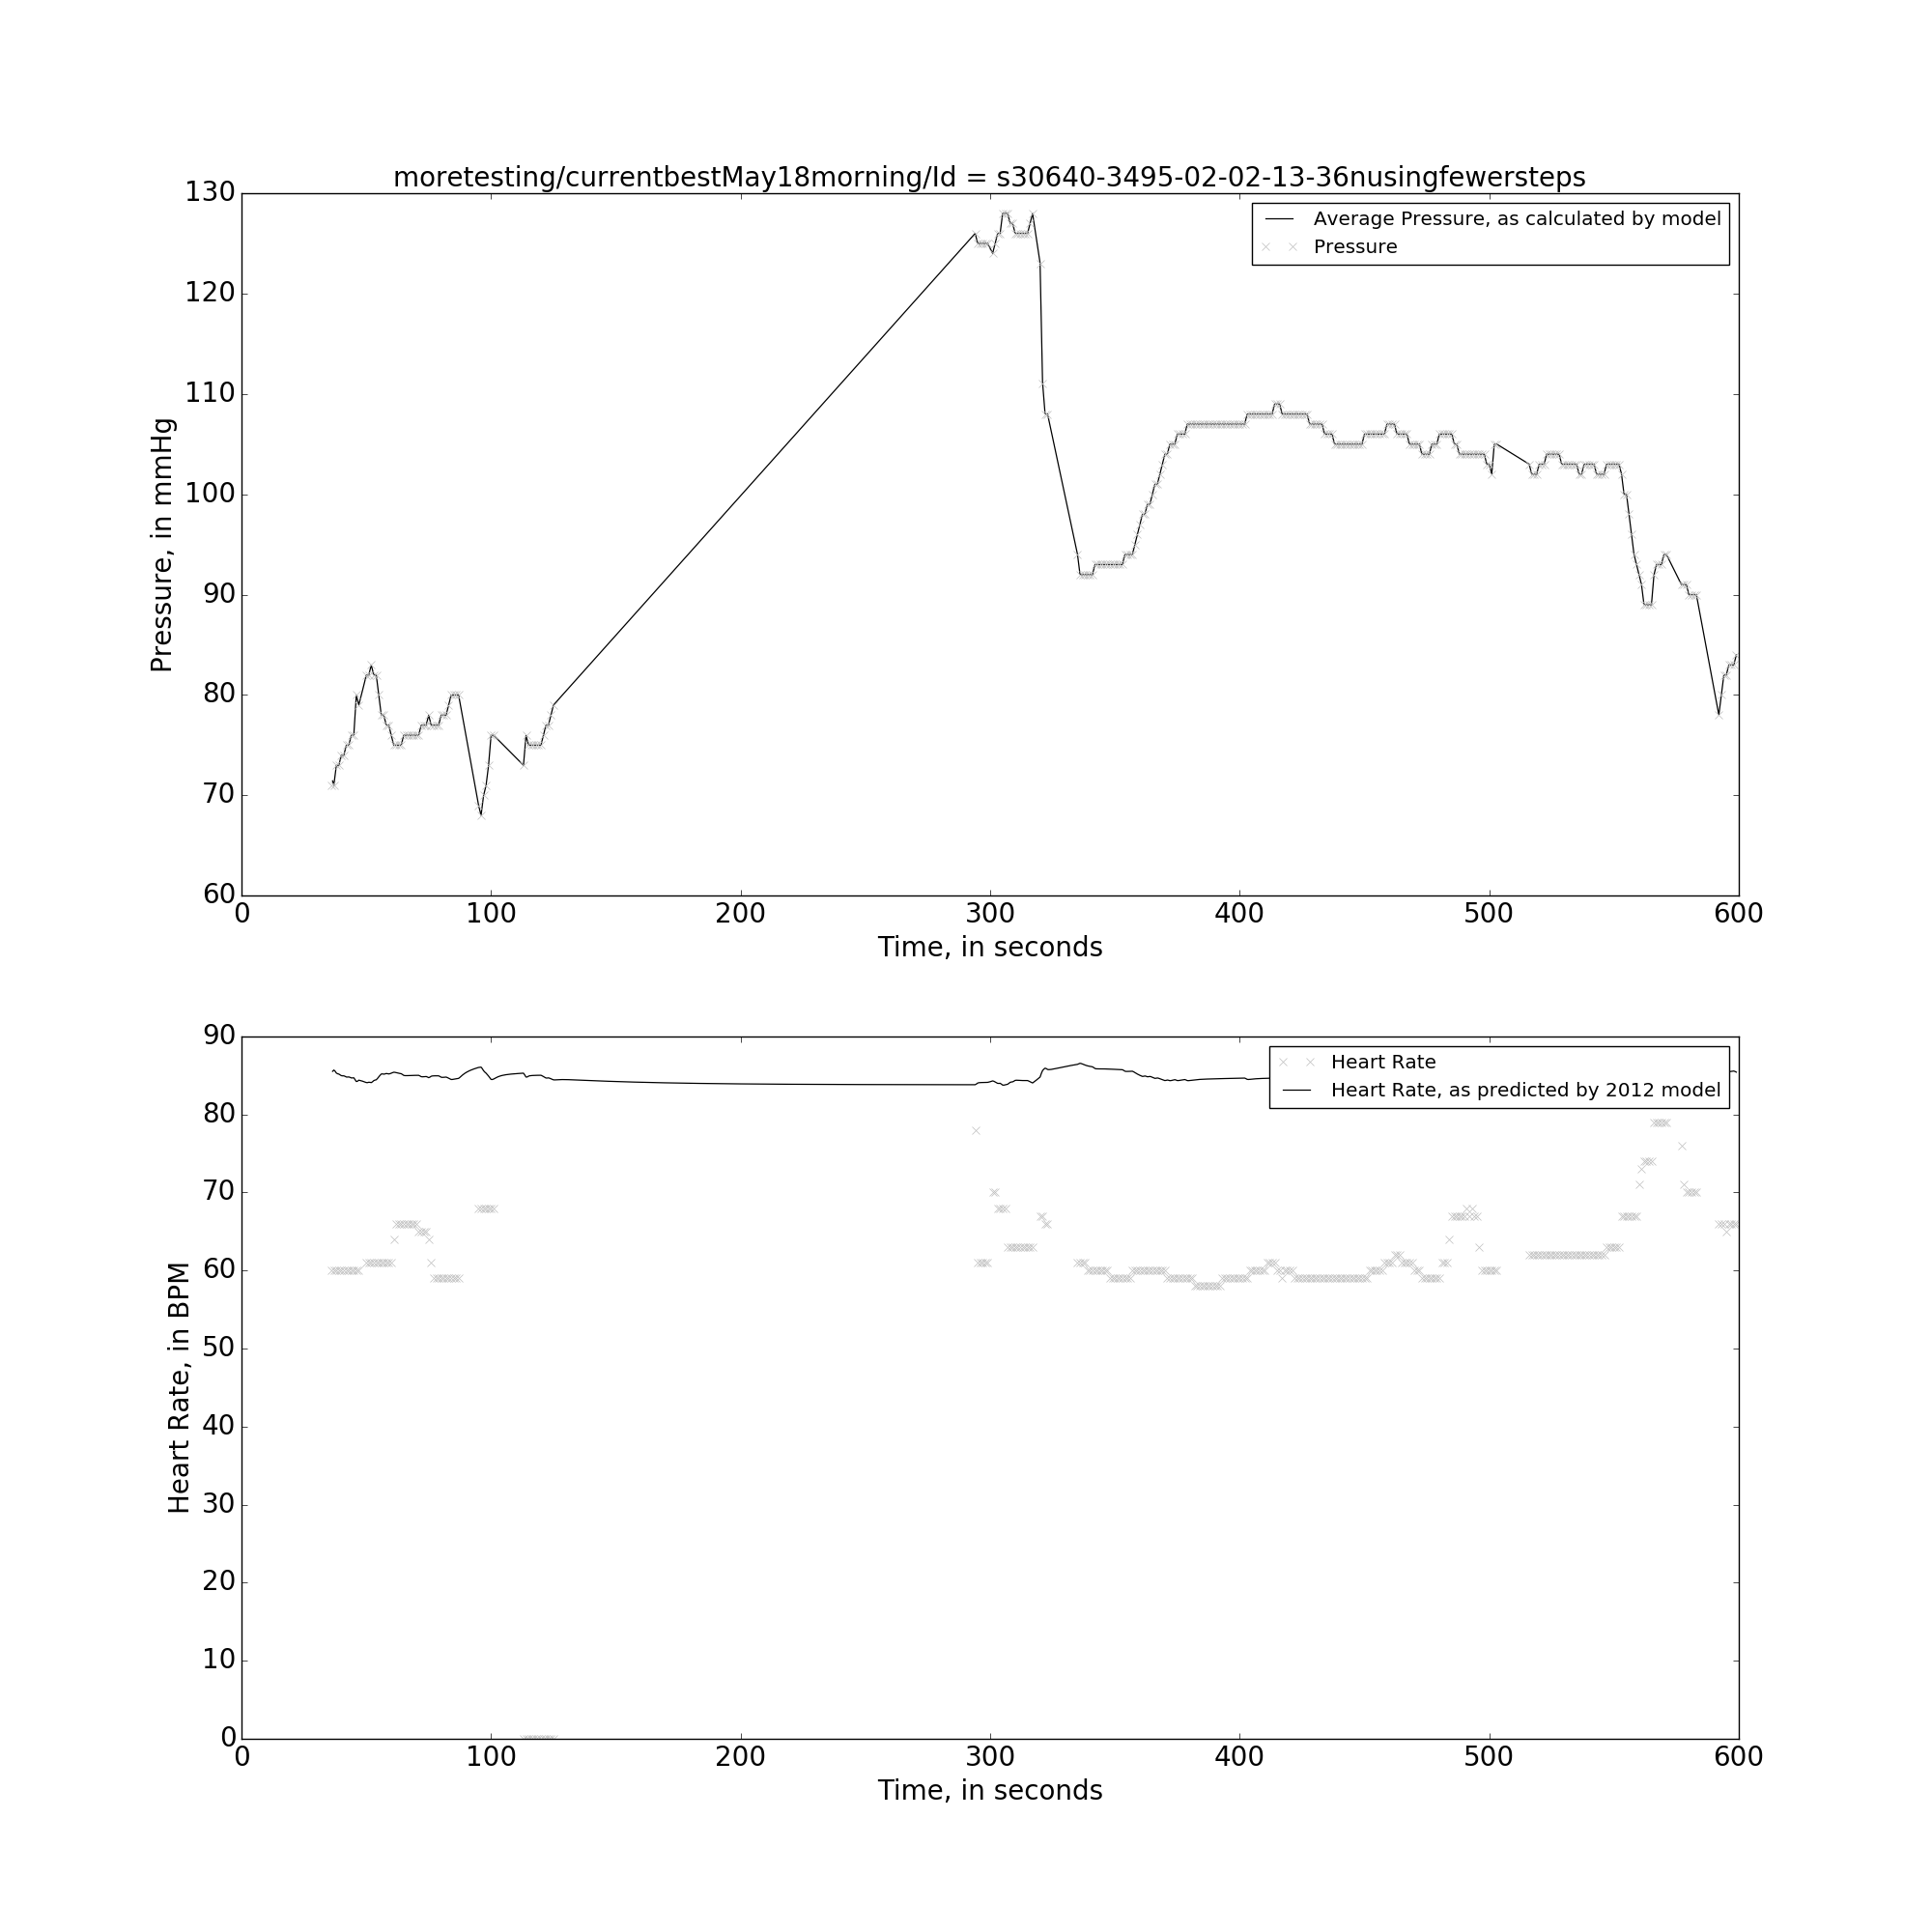 moretesting/currentbestMay18morning/Id = s30640-3495-02-02-13-36nusingfewersteps
130
120
110
100
90
80
70
60
Pressure, in mmHg
Average Pressure, as calculated by model
Pressure
0 100 200 300 400 500 600
Time, in seconds
90
80
70
60
50
40
30
20
10
0
Heart Rate, in BPM
Heart Rate
Heart Rate, as predicted by 2012 model
0 100 200 300 400 500 600
Time, in seconds